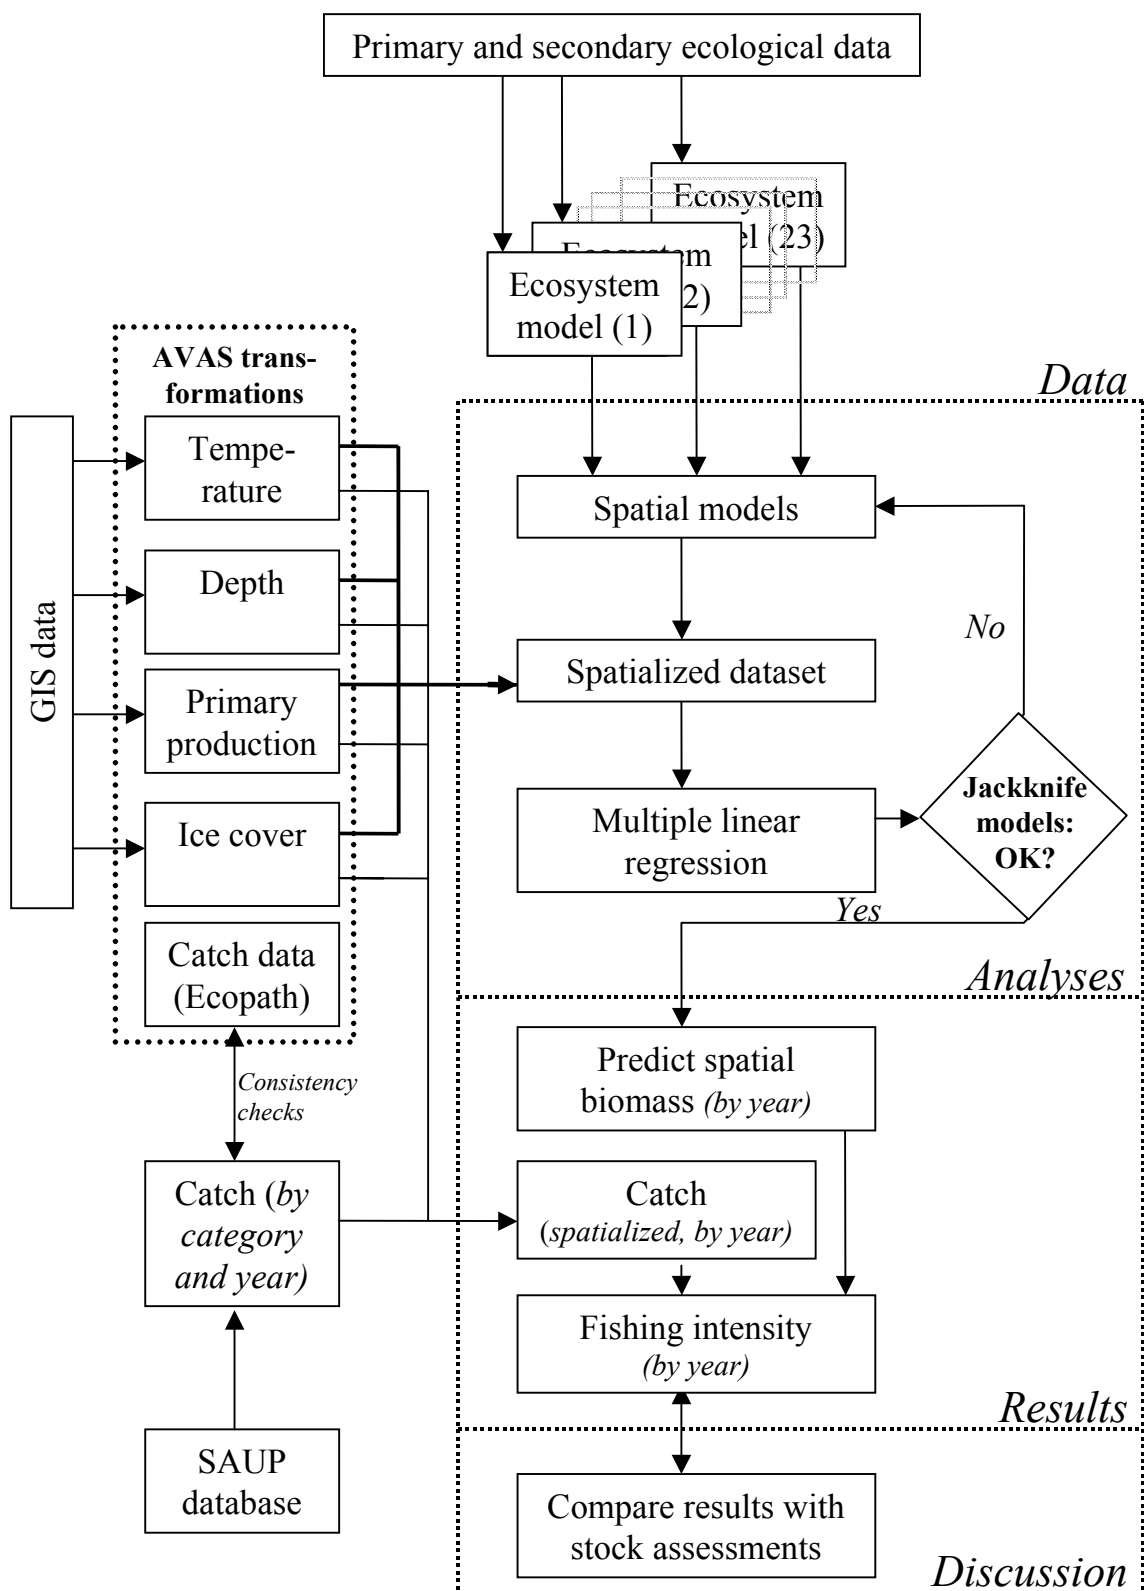 Primary and secondary ecological data
Ecosystem
el (23)
Ecosystem
2)
Ecosystem
model (1)
AVAS trans-
formations
Data
Tempe-
rature
Spatial models
Depth
No
GIS data
Spatialized dataset
Primary
production
Jackknife
models:
OK?
Multiple linear
regression
Ice cover
Yes
Catch data
(Ecopath)
Analyses
Predict spatial
biomass (by year)
Consistency
checks
Catch (by
category
and year)
Catch
(spatialized, by year)
Fishing intensity
(by year)
Results
SAUP
database
Compare results with
stock assessments
Discussion